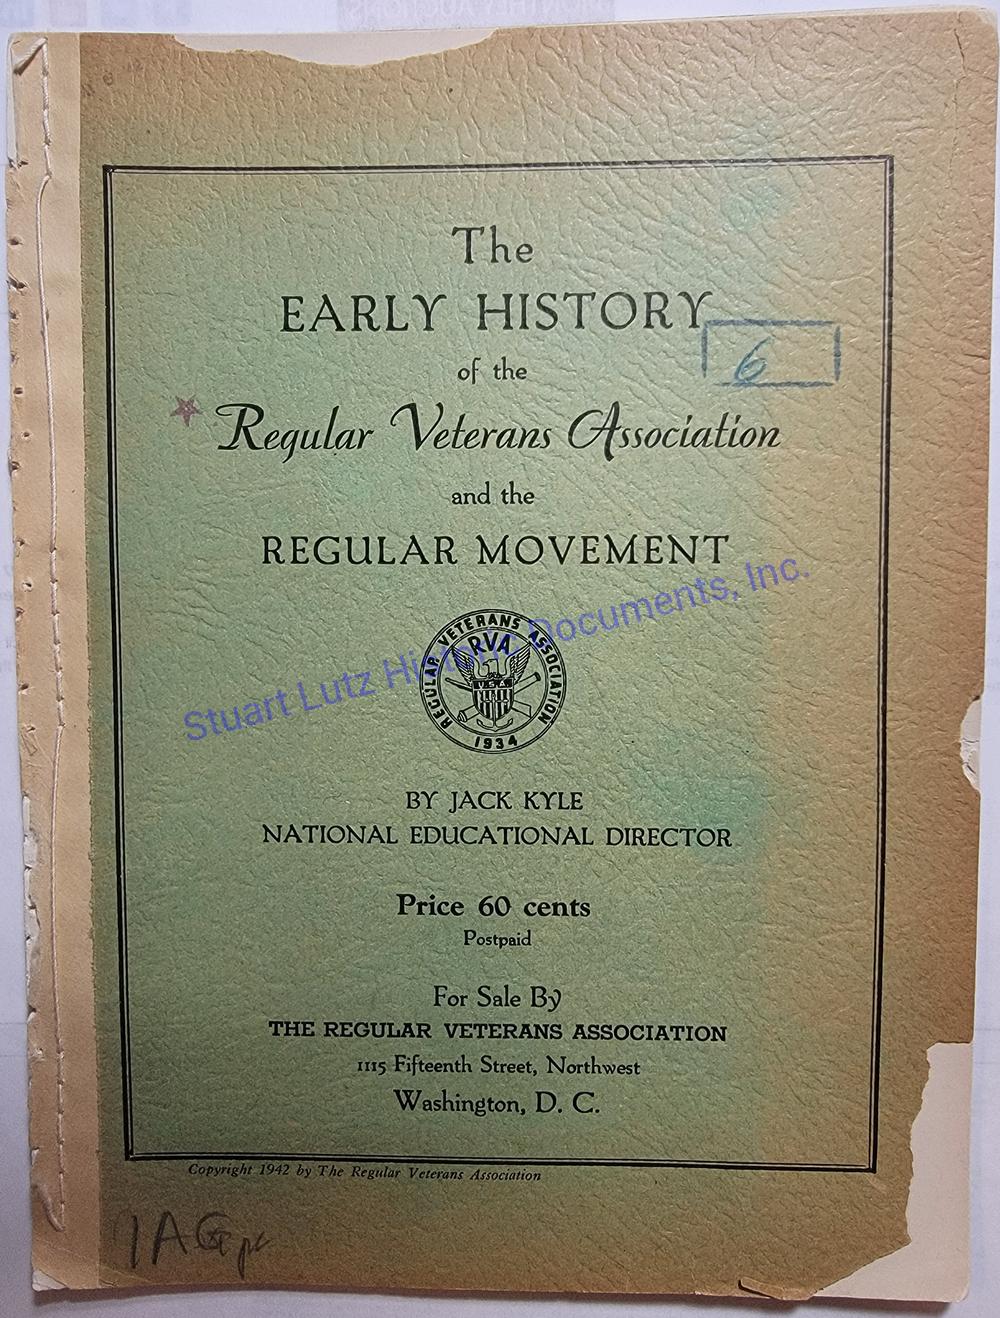 The
EARLY HISTORY
6
of the
Regular Veterans Association
and the
REGULAR MOVEMENT
REGULAR VETERANS ASSOCIATION
RVA
U.S.A.
1934
Stuart Lutz Historic Documents, Inc.
BY JACK KYLE
NATIONAL EDUCATIONAL DIRECTOR
Price 60 cents
Postpaid
For Sale By
THE REGULAR VETERANS ASSOCIATION
1115 Fifteenth Street, Northwest
Washington, D. C.
Copyright 1942 by The Regular Veterans Association